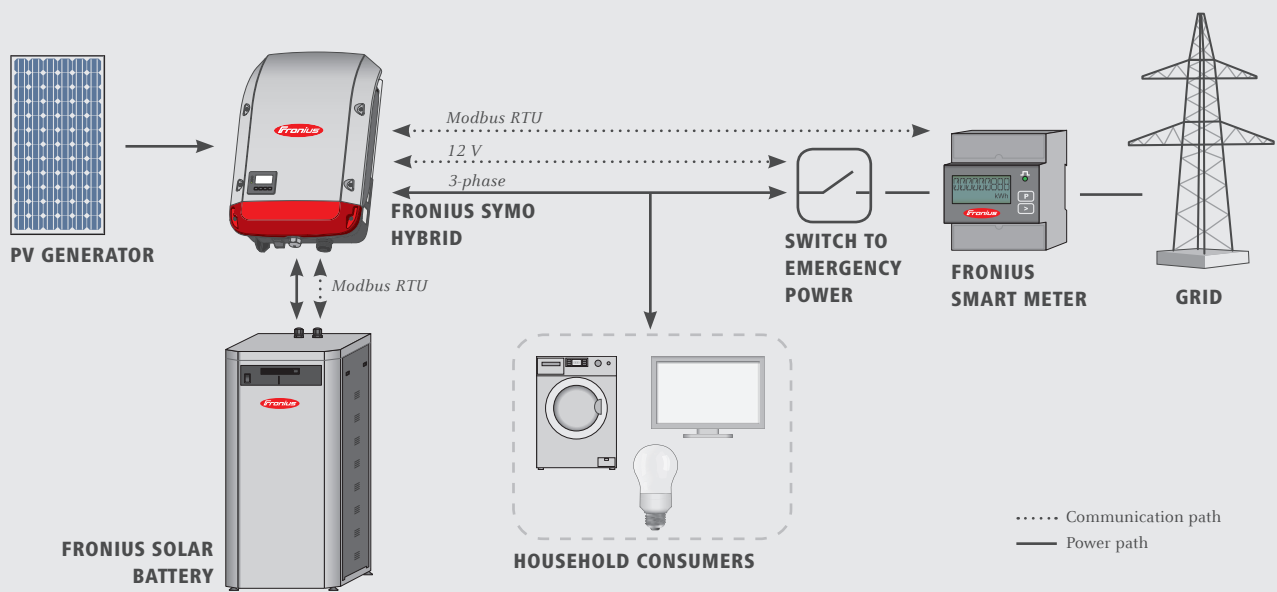 Fronius
PV GENERATOR
FRONIUS SYMO
HYBRID
Modbus RTU
12 V
3-phase
SWITCH TO
EMERGENCY
POWER
kWh
P
>
Fronius
FRONIUS
SMART METER
GRID
Modbus RTU
Fronius
FRONIUS SOLAR
BATTERY
HOUSEHOLD CONSUMERS
Communication path
Power path